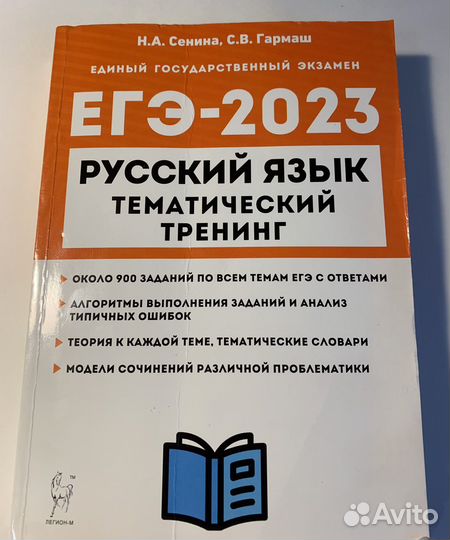 Н.А. Сенина, С.В. Гармаш
ЕДИНЫЙ ГОСУДАРСТВЕННЫЙ ЭКЗАМЕН
ЕГЭ-2023
РУССКИЙ ЯЗЫК
ТЕМАТИЧЕСКИЙ
ТРЕНИНГ
ОКОЛО 900 ЗАДАНИЙ ПО ВСЕМ ТЕМАМ ЕГЭ С ОТВЕТАМИ
АЛГОРИТМЫ ВЫПОЛНЕНИЯ ЗАДАНИЙ И АНАЛИЗ
ТИПИЧНЫХ ОШИБОК
ТЕОРИЯ К КАЖДОЙ ТЕМЕ, ТЕМАТИЧЕСКИЕ СЛОВАРИ
МОДЕЛИ СОЧИНЕНИЙ РАЗЛИЧНОЙ ПРОБЛЕМАТИКИ
TM
ЛЕГИОН-М
Avito